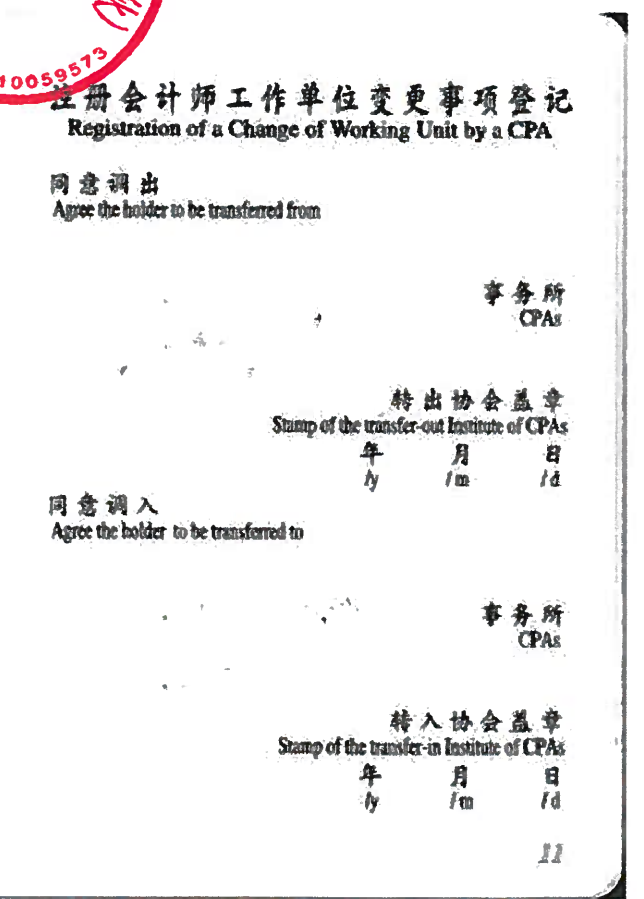 10059573
注册会计师工作单位变更事项登记
Registration of a Change of Working Unit by a CPA
同意调出
Agree the holder to be transferred from
事务所
CPAs
转出协会盖章
Stamp of the transfer-out Institute of CPAs
年 月 日
/y /m /d
同意调入
Agree the holder to be transferred to
事务所
CPAs
转入协会盖章
Stamp of the transfer-in Institute of CPAs
年 月 日
/y /m /d
11